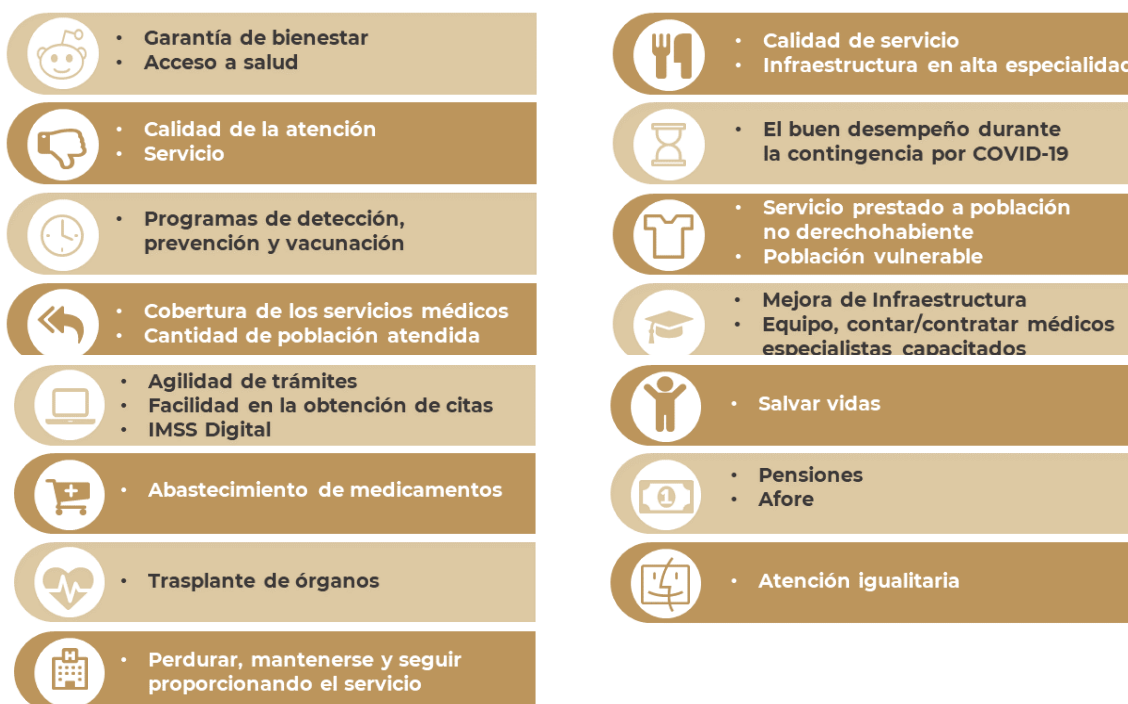 • Garantía de bienestar
• Acceso a salud
• Calidad de la atención
• Servicio
• Programas de detección,
prevención y vacunación
• Cobertura de los servicios médicos
• Cantidad de población atendida
• Agilidad de trámites
• Facilidad en la obtención de citas
• IMSS Digital
• Abastecimiento de medicamentos
• Trasplante de órganos
H
• Perdurar, mantenerse y seguir
proporcionando el servicio
• Calidad de servicio
• Infraestructura en alta especialidad
• El buen desempeño durante
la contingencia por COVID-19
• Servicio prestado a población
no derechohabiente
• Población vulnerable
• Mejora de Infraestructura
• Equipo, contar/contratar médicos
especialistas capacitados
• Salvar vidas
1
• Pensiones
• Afore
• Atención igualitaria